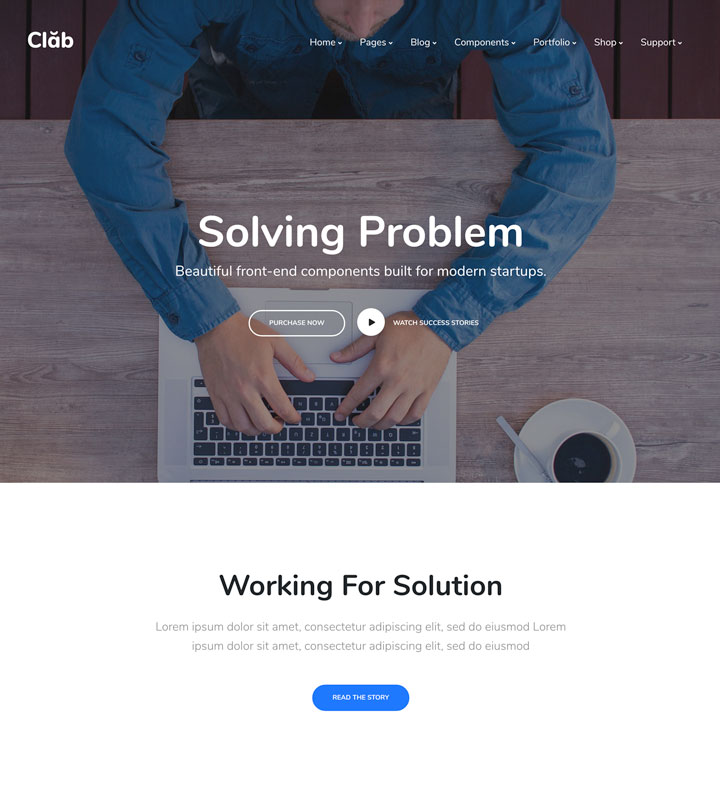 Clăb
Home Pages Blog Components Portfolio Shop Support
Solving Problem
Beautiful front-end components built for modern startups.
PURCHASE NOW WATCH SUCCESS STORIES
Working For Solution
Lorem ipsum dolor sit amet, consectetur adipiscing elit, sed do eiusmod Lorem
ipsum dolor sit amet, consectetur adipiscing elit, sed do eiusmod
READ THE STORY